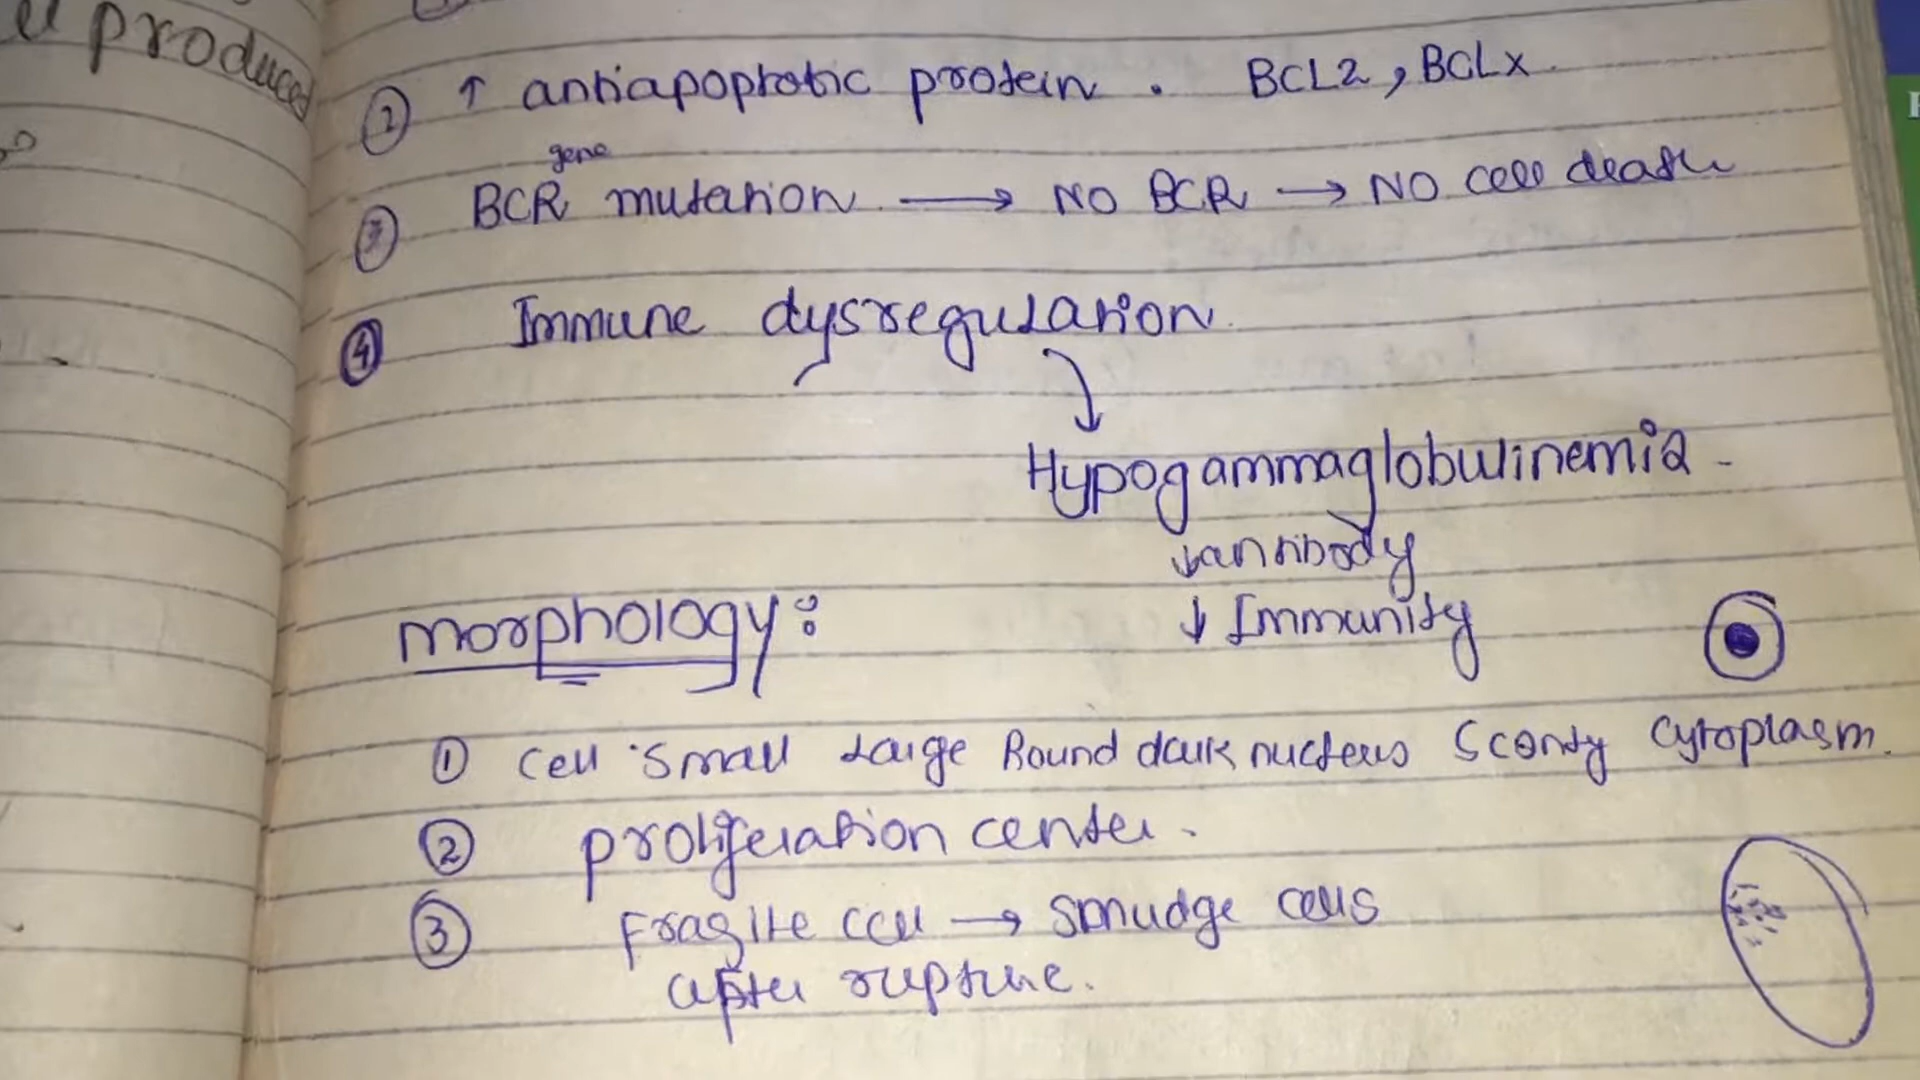 produces
② ↑ antiapoptotic protein. BCL2, BCLX
gene
③ BCR mutation → NO BCR → NO cell death
④ Immune dysregulation
Hypogammaglobulinemia -
↓ antibody
↓ Immunity
morphology:
① cell small Large Round dark nucleus Scanty cytoplasm.
② proliferation center.
③ Fragile cell → smudge cells
after rupture.